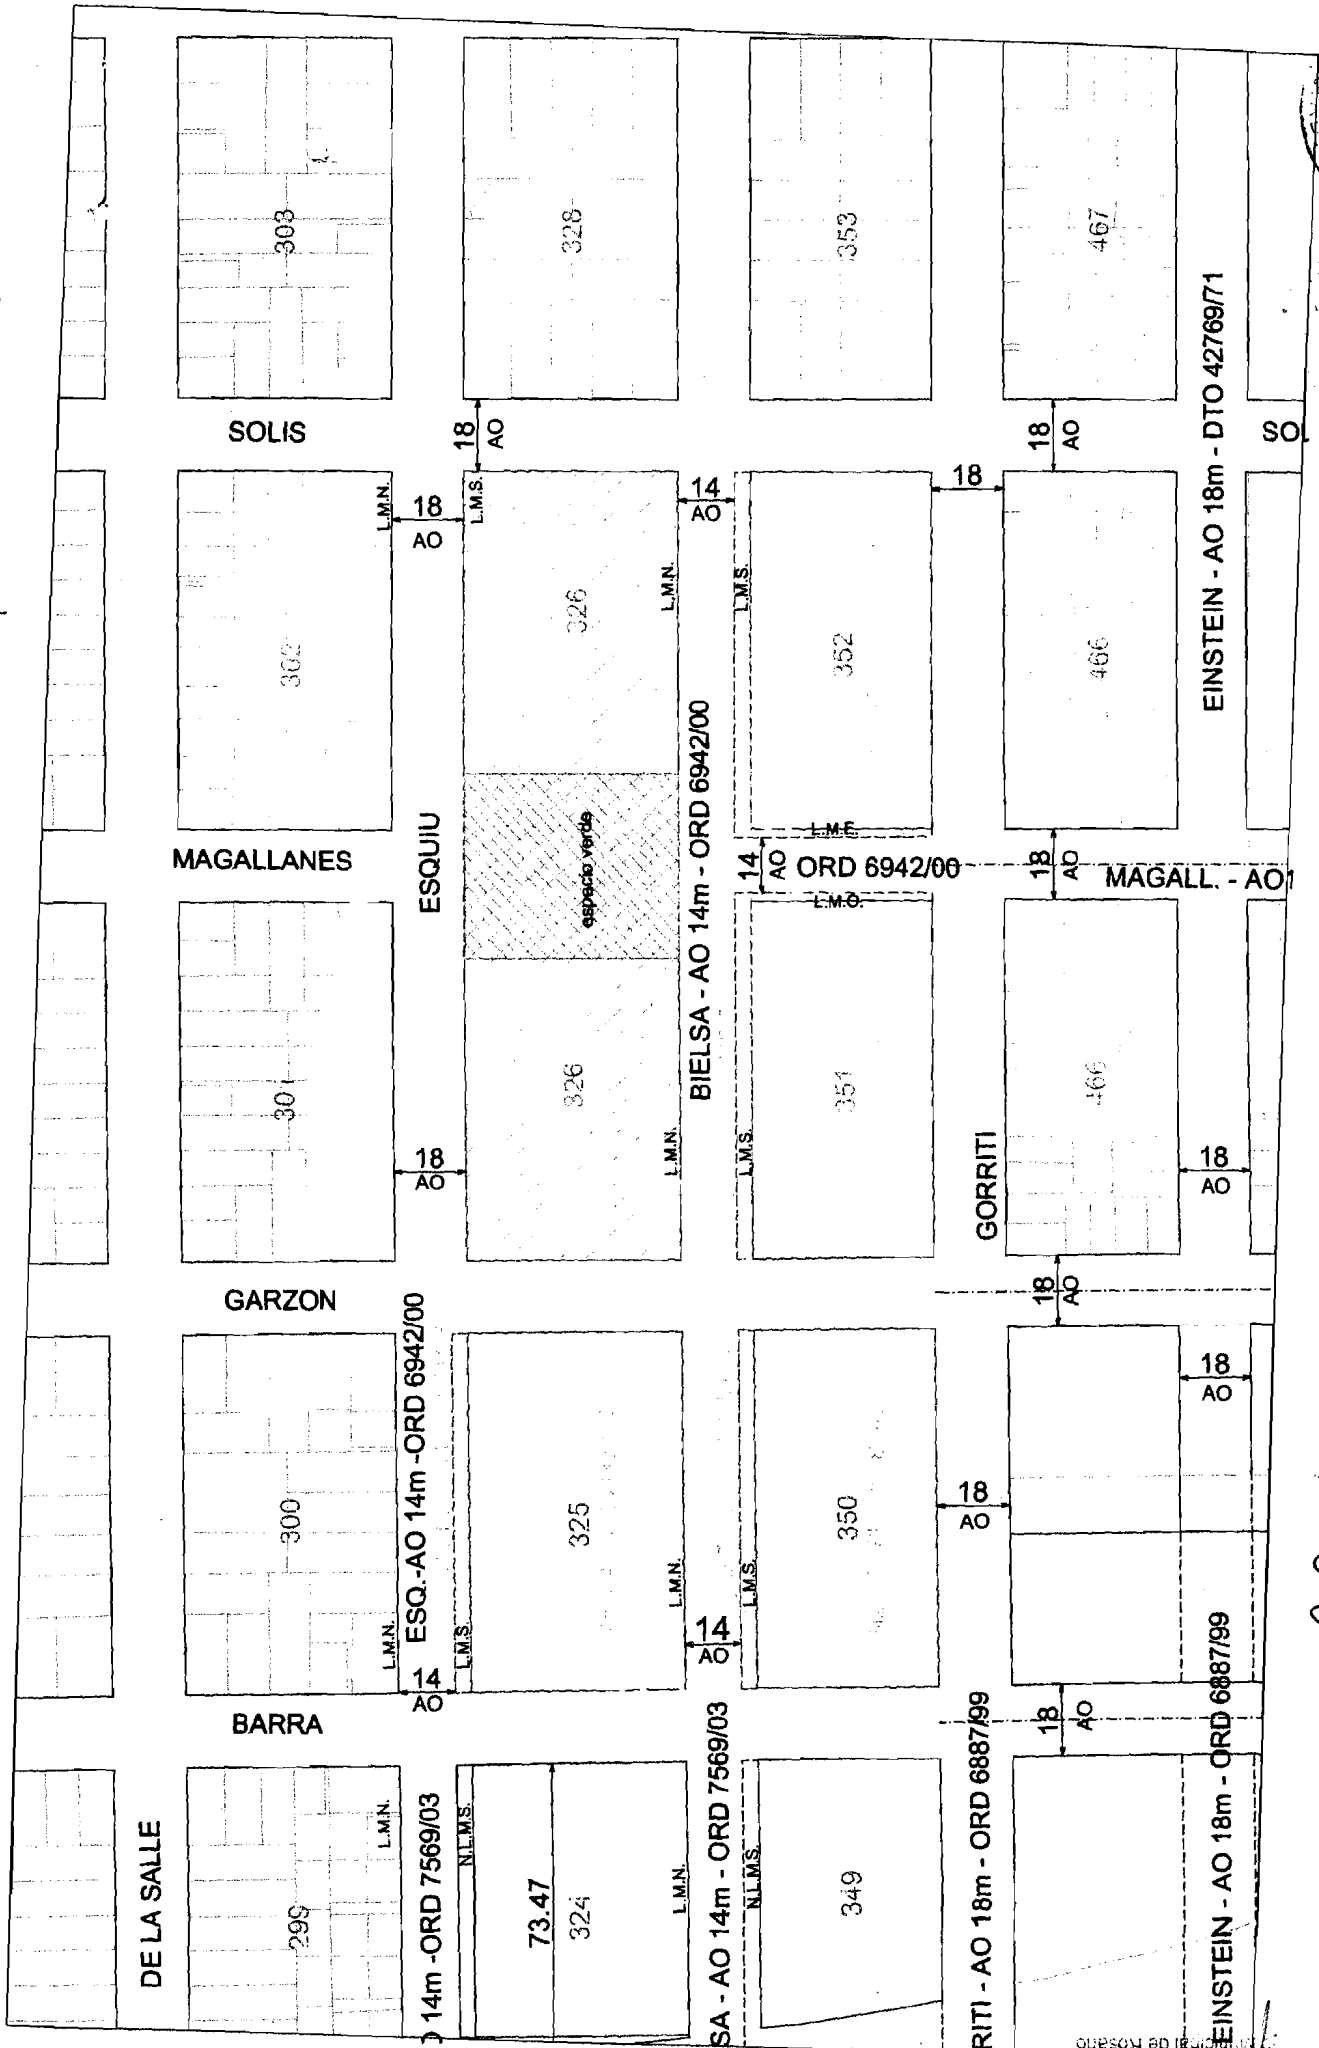 303
328
353
467
SOLIS
18
AO
18
AO
EINSTEIN - AO 18m - DTO 42769/71
SOL
L.M.N.
18
AO
L.M.S.
14
AO
18
302
326
L.M.N.
L.M.S.
352
466
MAGALLANES
ESQUIU
espacio verde
BIELSA - AO 14m - ORD 6942/00
L.M.E.
14
AO
ORD 6942/00
L.M.O.
18
AO
MAGALL. - AO1
301
326
351
466
18
AO
L.M.N.
L.M.S.
GORRITI
18
AO
GARZON
18
AO
ESQ.-AO 14m -ORD 6942/00
18
AO
300
325
350
18
AO
L.M.N.
L.M.S.
L.M.N.
L.M.S.
14
AO
14
AO
BARRA
18
AO
DE LA SALLE
299
L.M.N.
O 14m -ORD 7569/03
N.L.M.S.
73.47
324
L.M.N.
SA - AO 14m - ORD 7569/03
N.L.M.S.
349
RITI - AO 18m - ORD 6887/99
EINSTEIN - AO 18m - ORD 6887/99
Municipal de Rosario